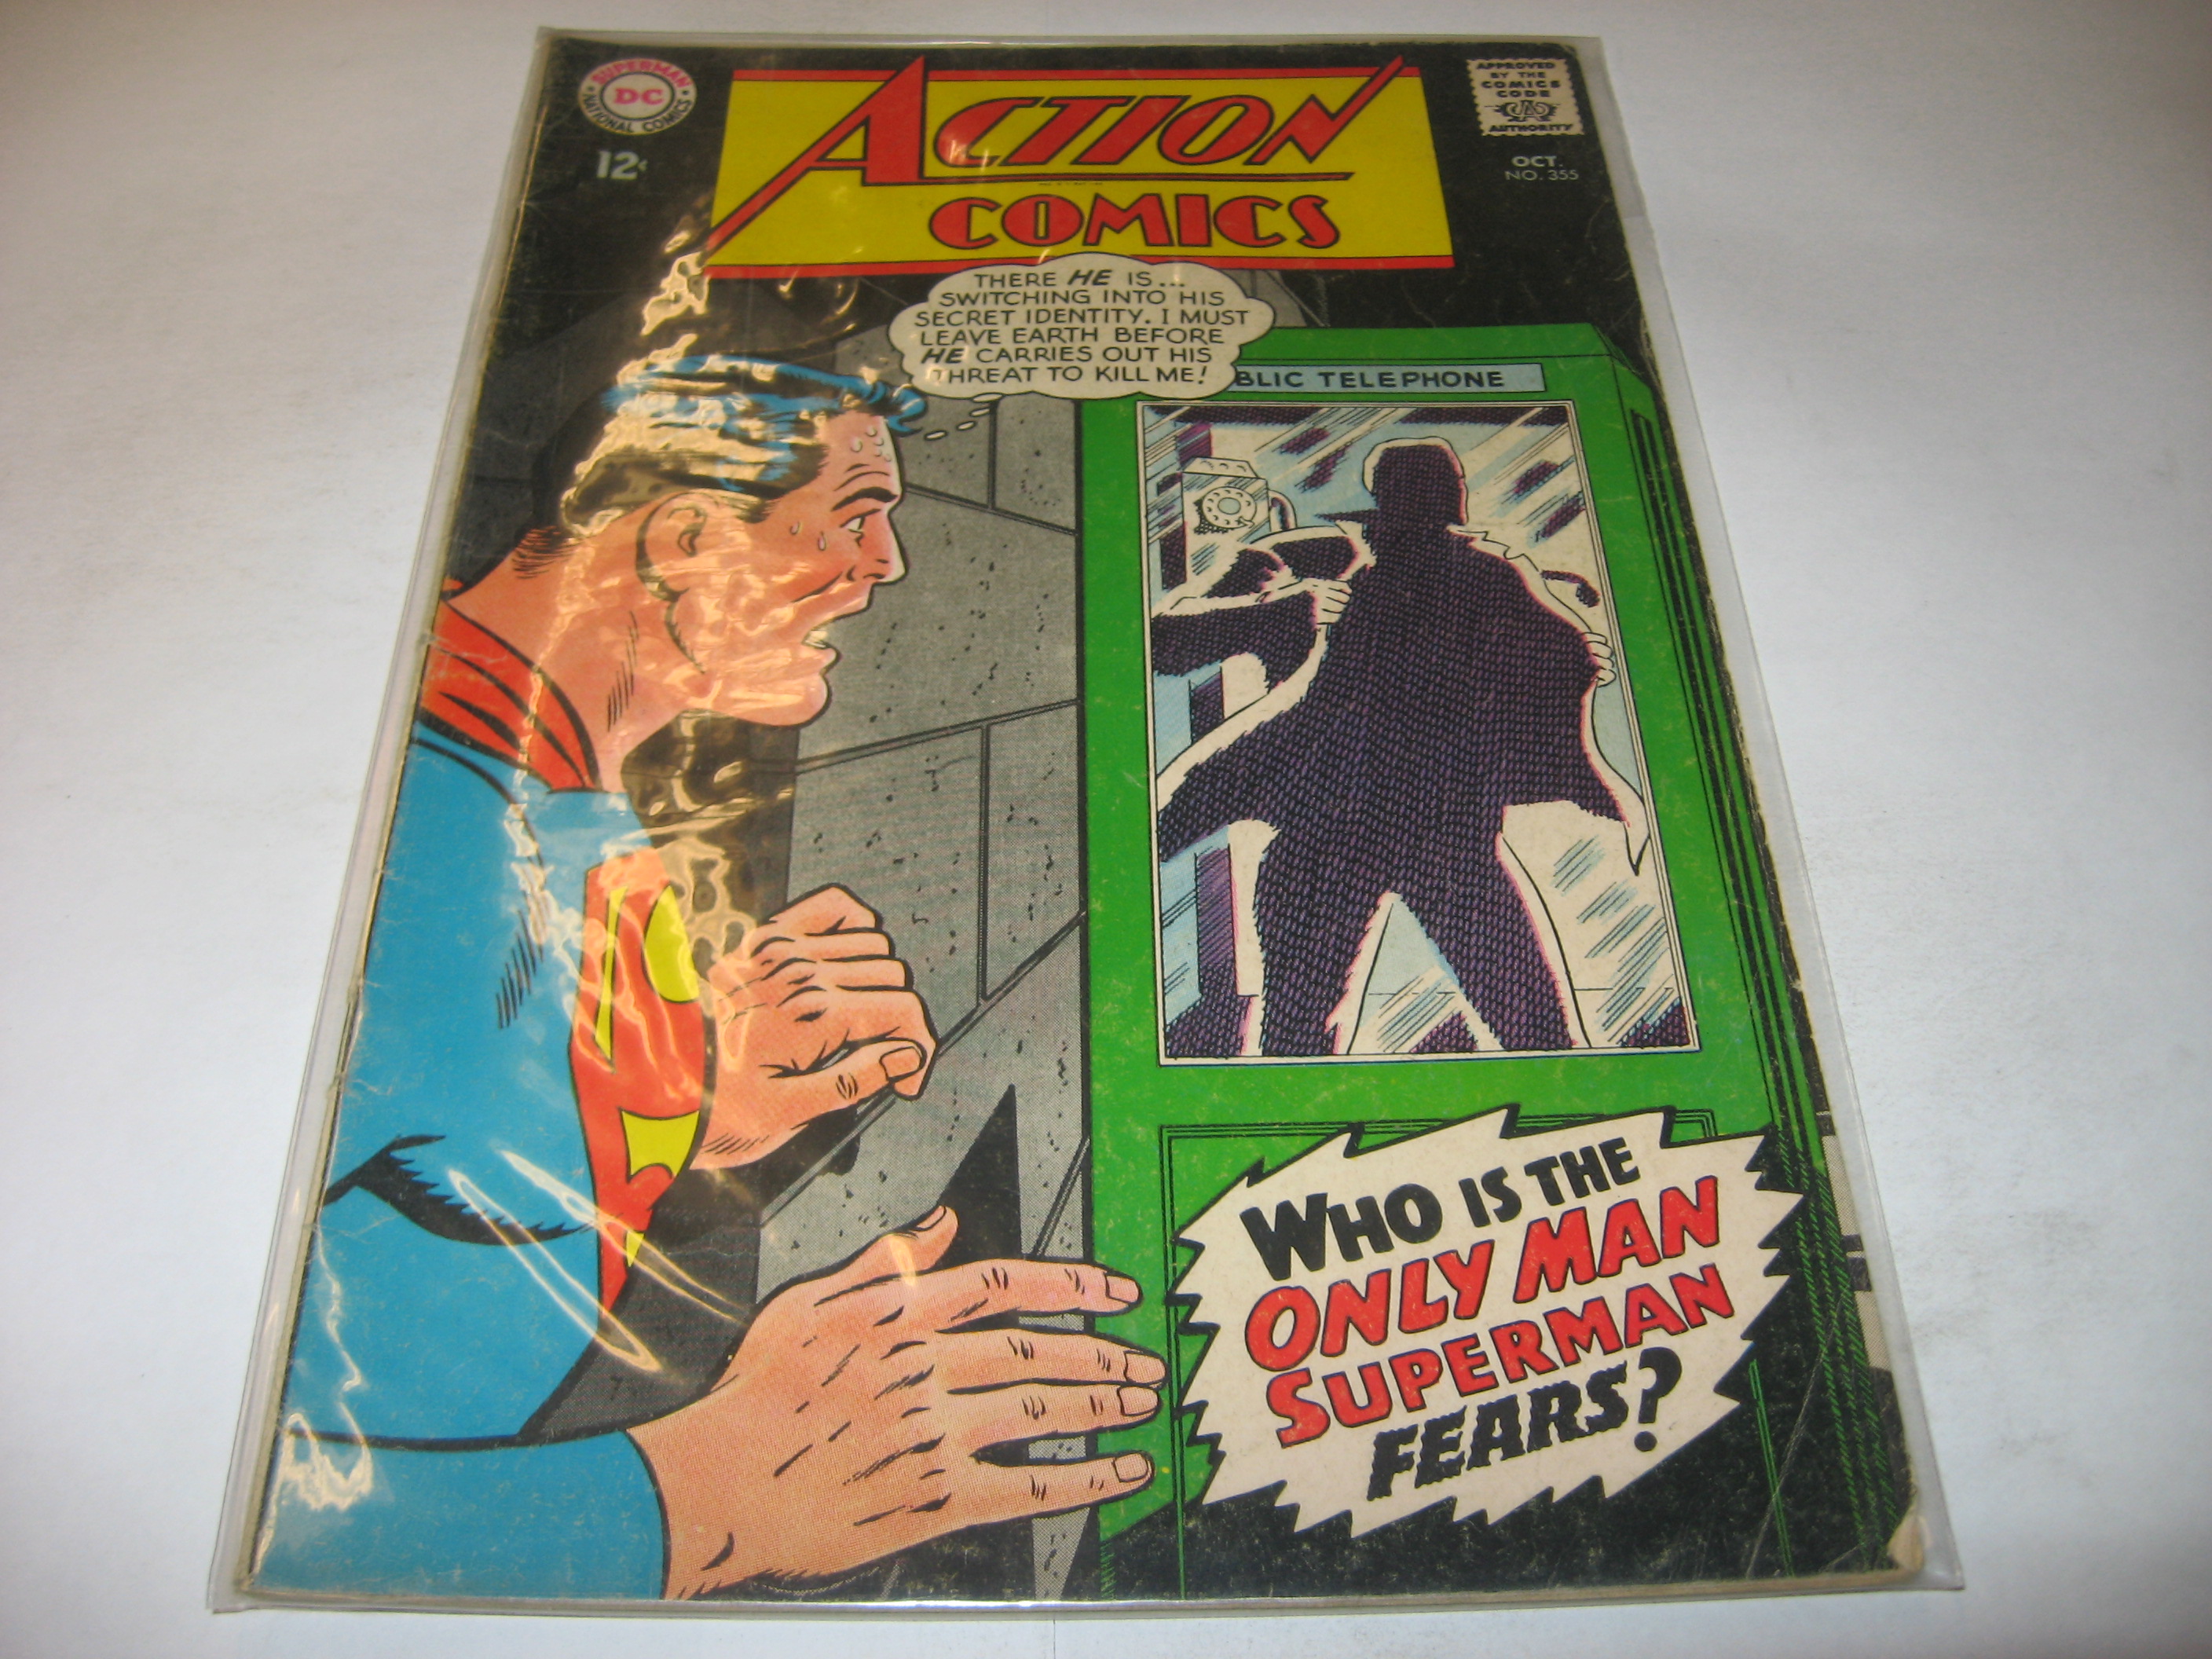 SUPERMAN
DC
NATIONAL COMICS
12¢
ACTION
COMICS
APPROVED
BY THE
COMICS
CODE
CA
AUTHORITY
OCT.
NO. 355
THERE HE IS...
SWITCHING INTO HIS
SECRET IDENTITY. I MUST
LEAVE EARTH BEFORE
HE CARRIES OUT HIS
THREAT TO KILL ME!
BLIC TELEPHONE
WHO IS THE
ONLY MAN
SUPERMAN
FEARS?